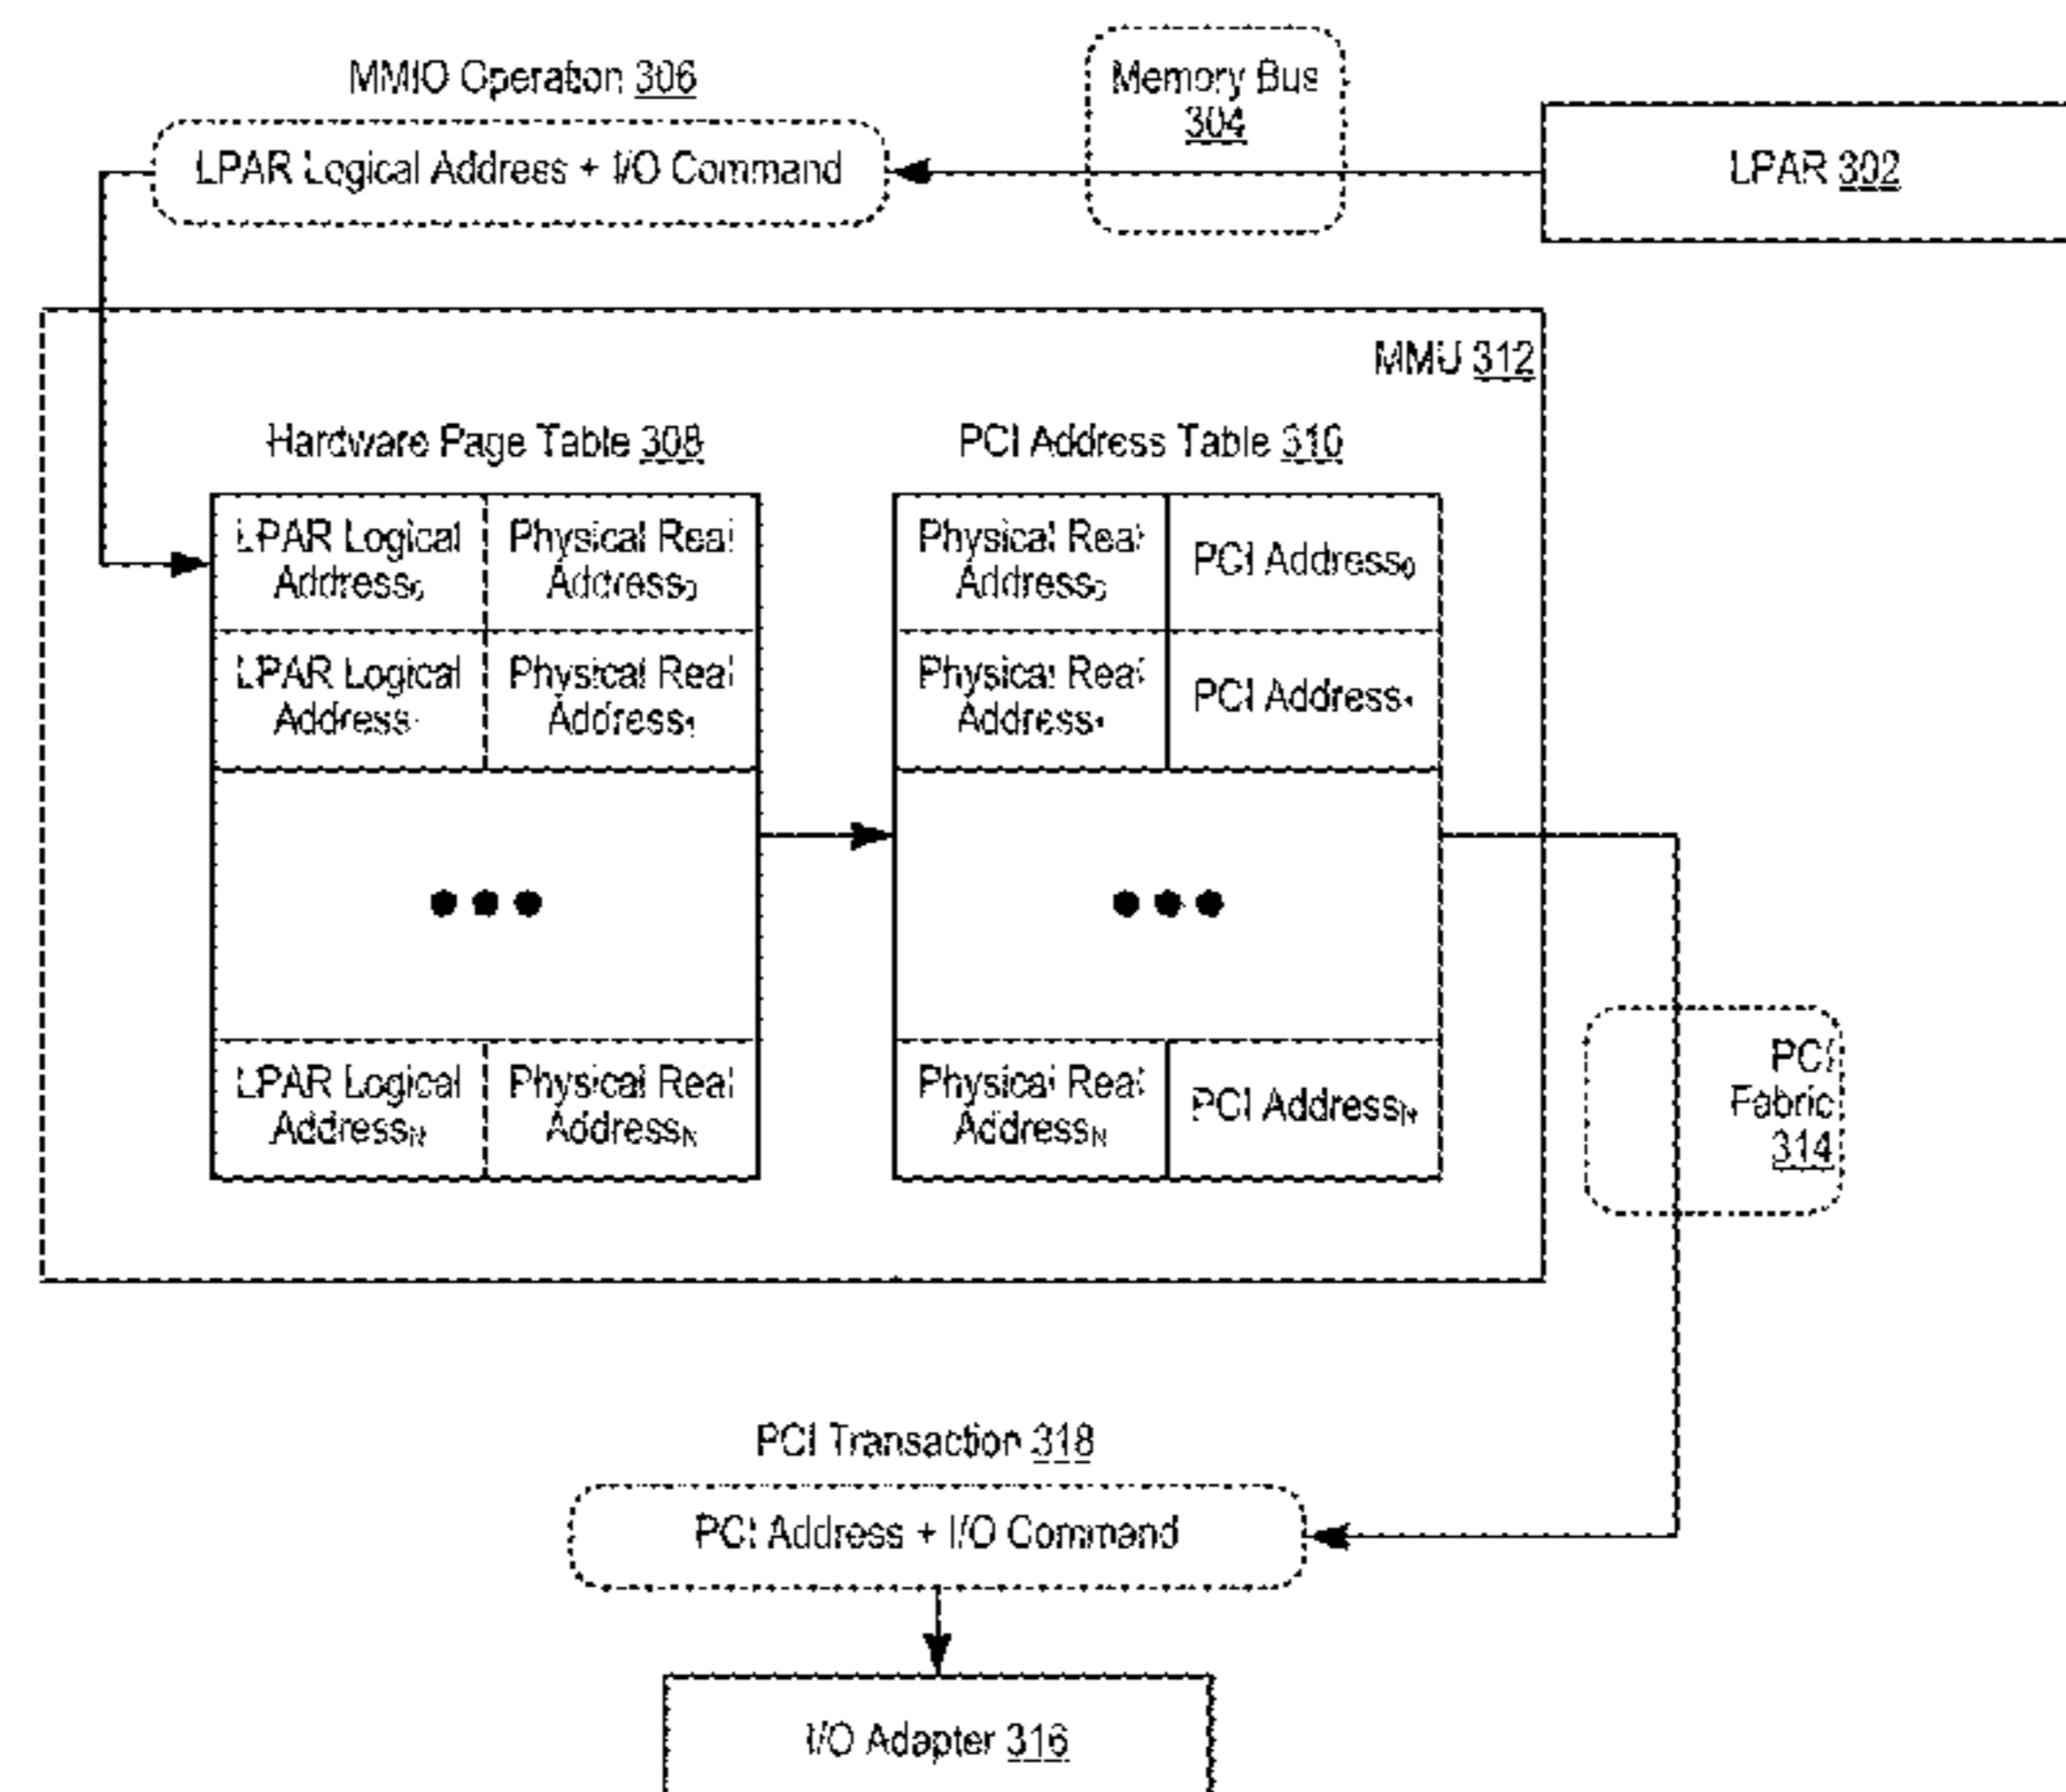 MMIO Operation 306
Memory Bus
304
LPAR Logical Address + I/O Command
LPAR 302
MMU 312
Hardware Page Table 308
PCI Address Table 310
LPAR Logical
Address₀
Physical Real
Address₀
Physical Real
Address₀
PCI Address₀
LPAR Logical
Address₁
Physical Real
Address₁
Physical Real
Address₁
PCI Address₁
LPAR Logical
AddressN
Physical Real
AddressN
Physical Real
AddressN
PCI AddressN
PCI
Fabric
314
PCI Transaction 318
PCI Address + I/O Command
I/O Adapter 316